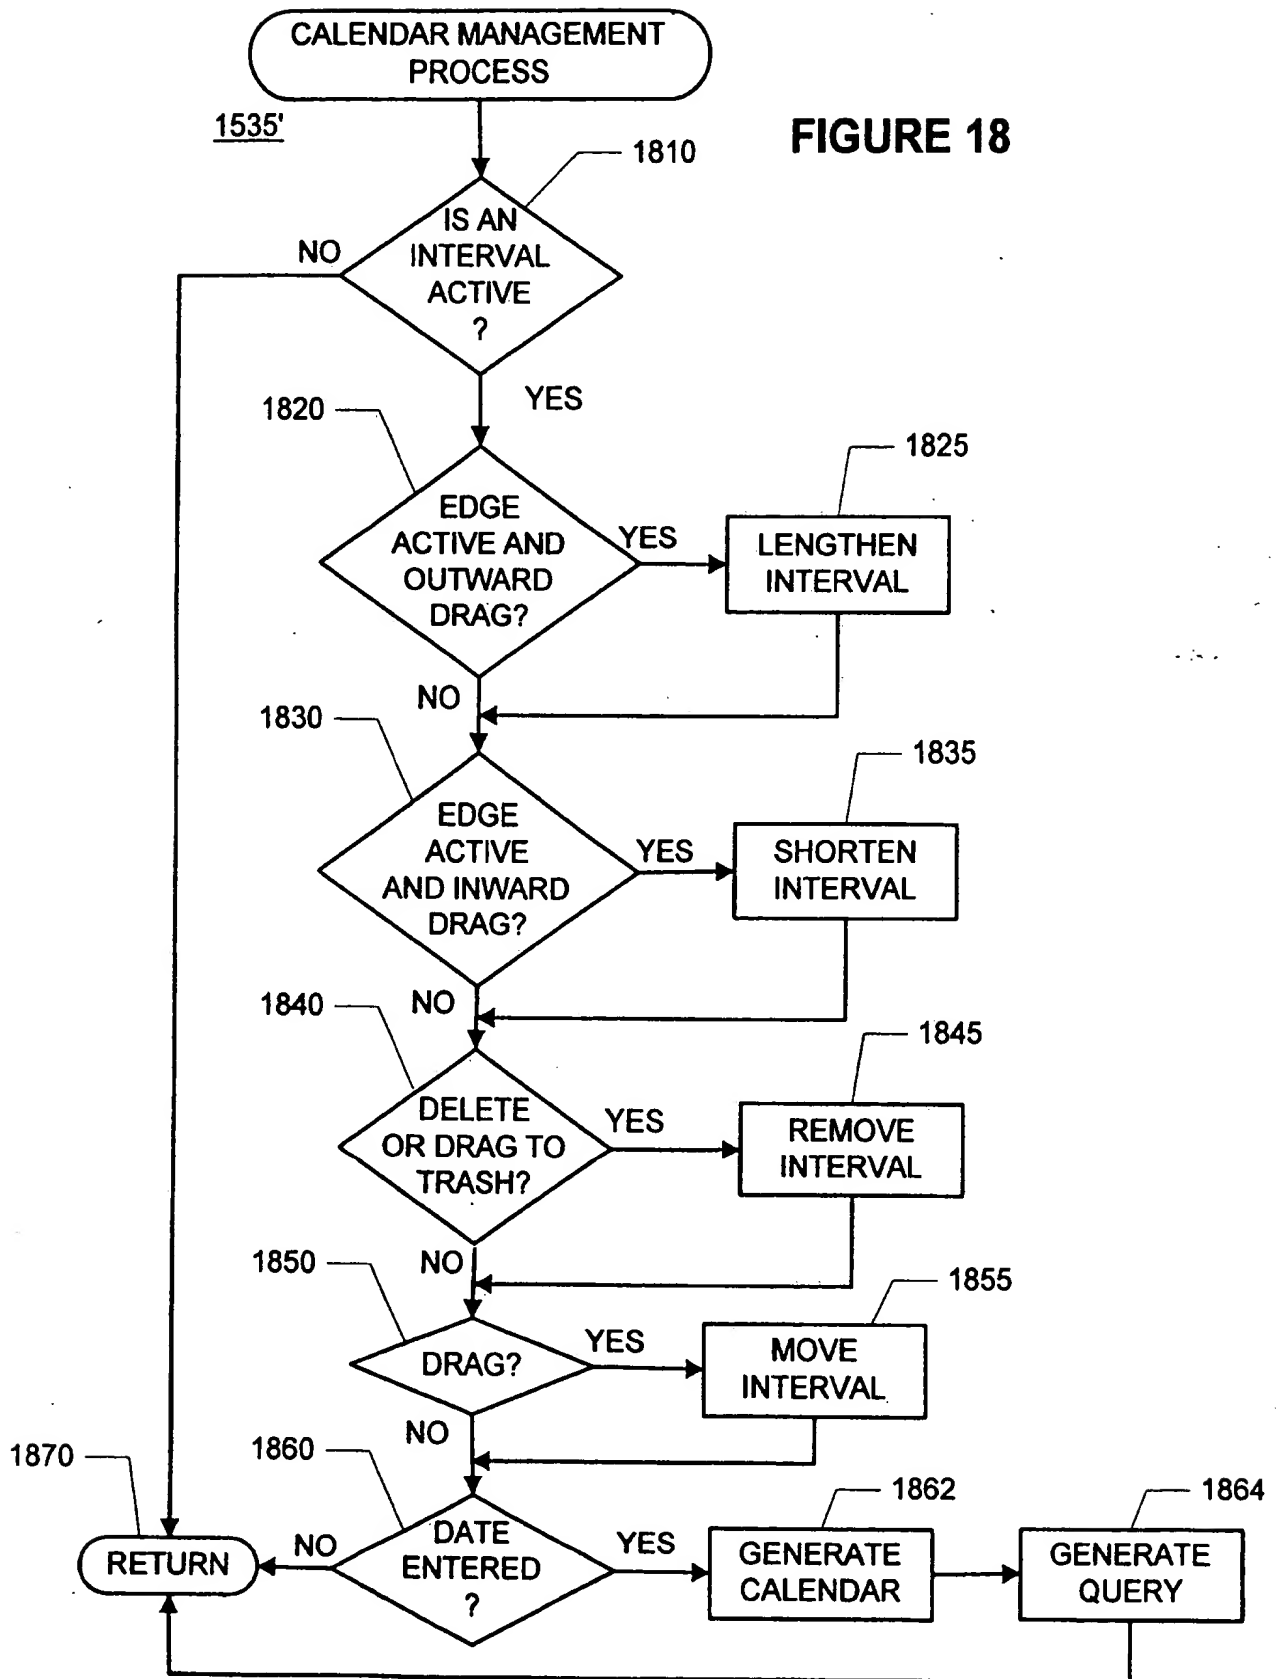 CALENDAR MANAGEMENT
PROCESS
1535'
FIGURE 18
1810
IS AN
INTERVAL
ACTIVE
?
NO
YES
1820
EDGE
ACTIVE AND
OUTWARD
DRAG?
YES
1825
LENGTHEN
INTERVAL
NO
1830
EDGE
ACTIVE
AND INWARD
DRAG?
YES
1835
SHORTEN
INTERVAL
NO
1840
DELETE
OR DRAG TO
TRASH?
YES
1845
REMOVE
INTERVAL
NO
1850
DRAG?
YES
1855
MOVE
INTERVAL
NO
1860
DATE
ENTERED
?
NO
1870
RETURN
YES
1862
GENERATE
CALENDAR
1864
GENERATE
QUERY